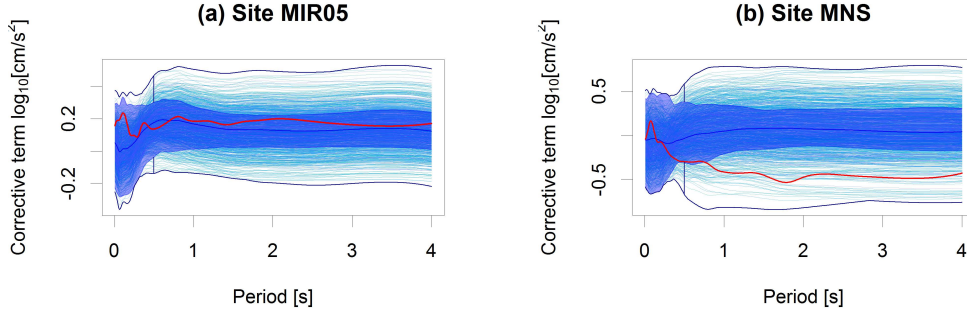 (a) Site MIR05
Corrective term log₁₀[cm/s²]
0.2
-0.2
0 1 2 3 4
Period [s]
(b) Site MNS
Corrective term log₁₀[cm/s²]
0.5
-0.5
0 1 2 3 4
Period [s]